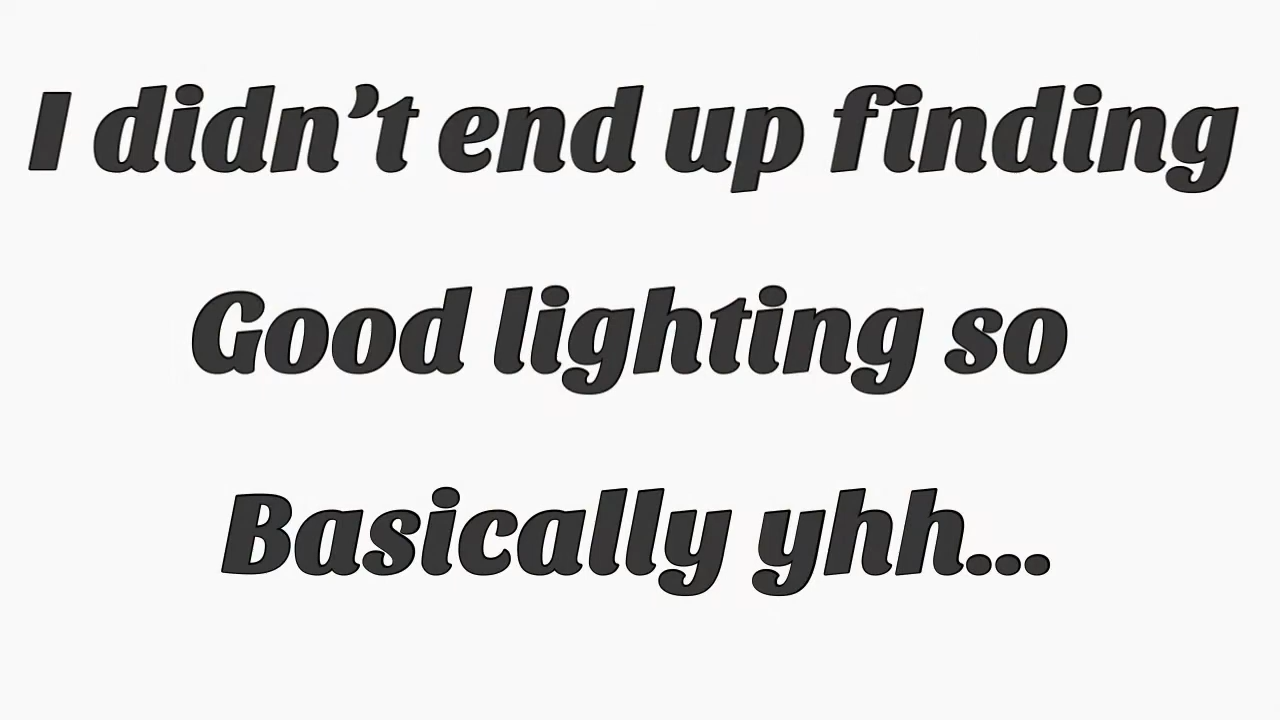 I didn’t end up finding
Good lighting so
Basically yhh...